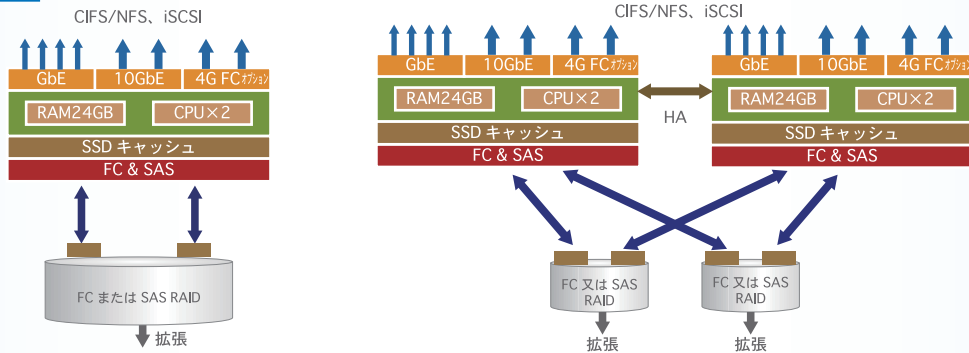 CIFS/NFS、iSCSI
GbE
10GbE
4G FCオプション
RAM24GB
CPU×2
SSD キャッシュ
FC & SAS
FC または SAS RAID
拡張
CIFS/NFS、iSCSI
GbE
10GbE
4G FCオプション
RAM24GB
CPU×2
SSD キャッシュ
FC & SAS
HA
GbE
10GbE
4G FCオプション
RAM24GB
CPU×2
SSD キャッシュ
FC & SAS
FC 又は SAS
RAID
拡張
FC 又は SAS
RAID
拡張